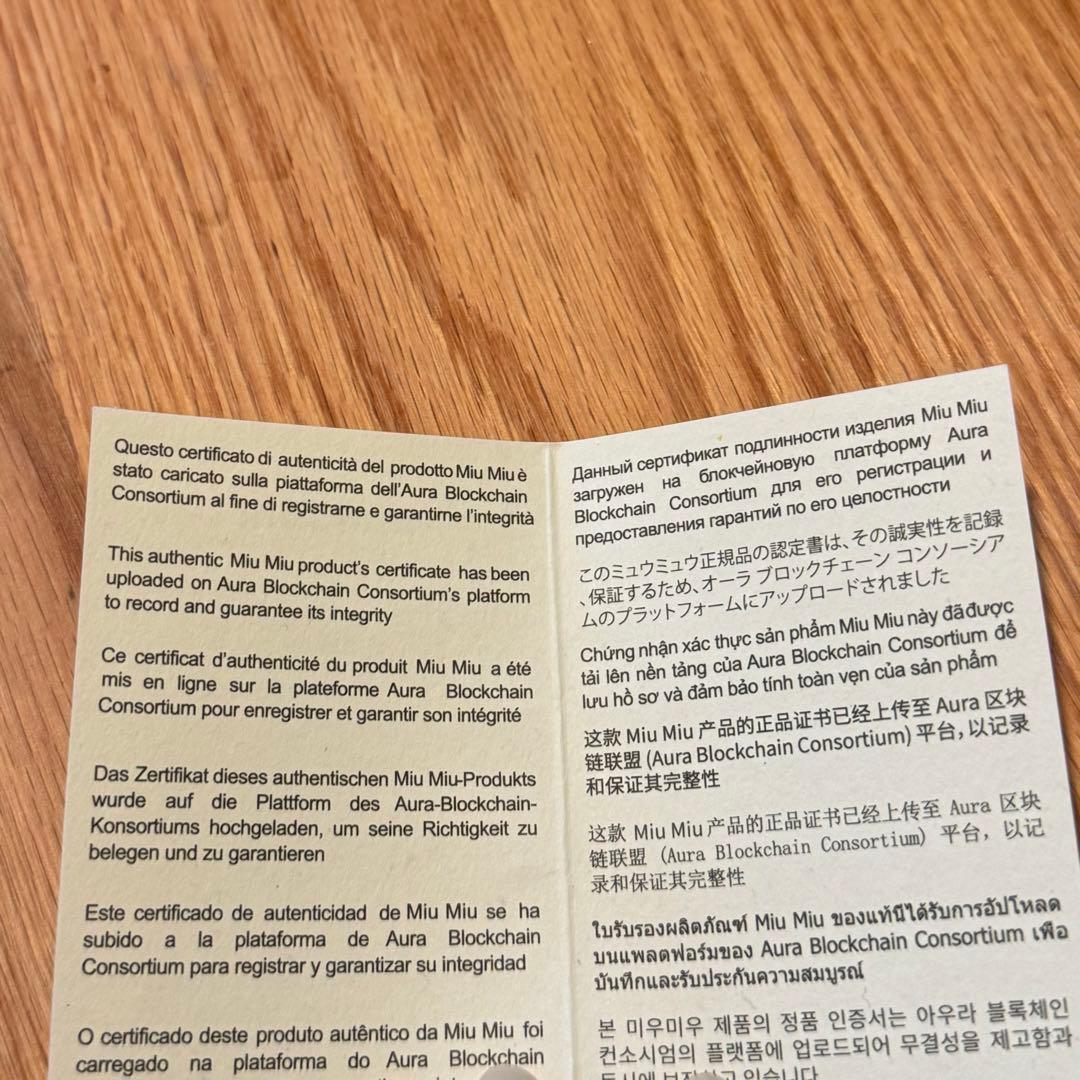 Questo certificato di autenticità del prodotto Miu Miu è
stato caricato sulla piattaforma dell'Aura Blockchain
Consortium al fine di registrarne e garantirne l'integrità
This authentic Miu Miu product's certificate has been
uploaded on Aura Blockchain Consortium's platform
to record and guarantee its integrity
Ce certificat d'authenticité du produit Miu Miu a été
mis en ligne sur la plateforme Aura Blockchain
Consortium pour enregistrer et garantir son intégrité
Das Zertifikat dieses authentischen Miu Miu-Produkts
wurde auf die Plattform des Aura-Blockchain-
Konsortiums hochgeladen, um seine Richtigkeit zu
belegen und zu garantieren
Este certificado de autenticidad de Miu Miu se ha
subido a la plataforma de Aura Blockchain
Consortium para registrar y garantizar su integridad
O certificado deste produto autêntico da Miu Miu foi
carregado na plataforma do Aura Blockchain
Данный сертификат подлинности изделия Miu Miu
загружен на блокчейновую платформу Aura
Blockchain Consortium для его регистрации и
предоставления гарантий по его целостности
このミュウミュウ正規品の認定書は、その誠実性を記録
、保証するため、オーラ ブロックチェーン コンソーシア
ムのプラットフォームにアップロードされました
Chứng nhận xác thực sản phẩm Miu Miu này đã được
tải lên nền tảng của Aura Blockchain Consortium để
lưu hồ sơ và đảm bảo tính toàn vẹn của sản phẩm
这款 Miu Miu 产品的正品证书已经上传至 Aura 区块
链联盟 (Aura Blockchain Consortium) 平台，以记录
和保证其完整性
这款 Miu Miu 产品的正品证书已经上传至 Aura 区块
链联盟 (Aura Blockchain Consortium) 平台，以记
录和保证其完整性
ใบรับรองผลิตภัณฑ์ Miu Miu ของแท้นี้ได้รับการอัปโหลด
บนแพลตฟอร์มของ Aura Blockchain Consortium เพื่อ
บันทึกและรับประกันความสมบูรณ์
본 미우미우 제품의 정품 인증서는 아우라 블록체인
컨소시엄의 플랫폼에 업로드되어 무결성을 제고함과